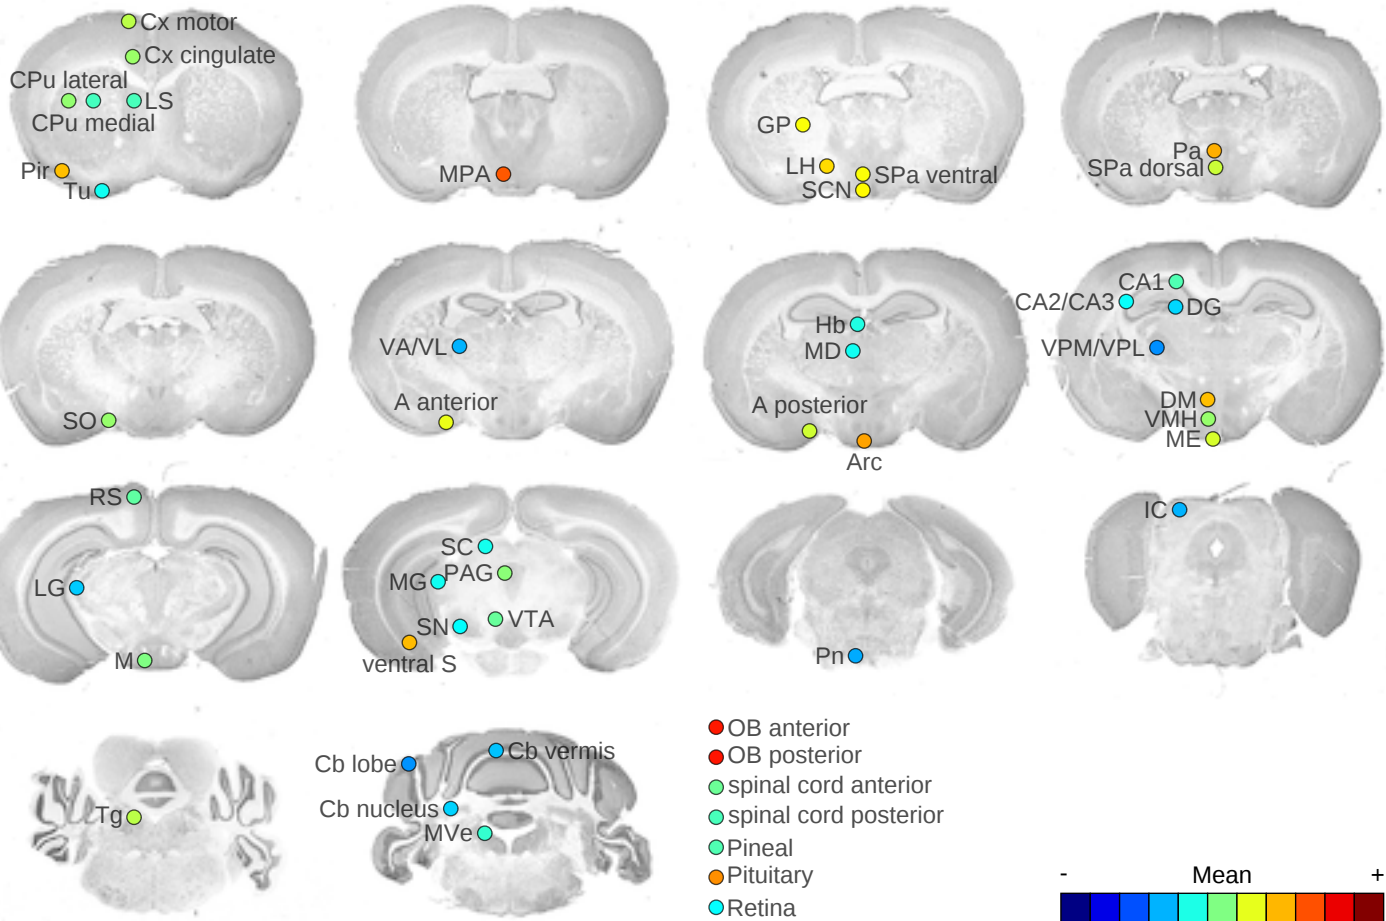 Cx motor
Cx cingulate
CPu lateral
LS
CPu medial
Pir
Tu
MPA
GP
LH
SPa ventral
SCN
Pa
SPa dorsal
SO
VA/VL
A anterior
Hb
MD
A posterior
Arc
CA1
CA2/CA3
DG
VPM/VPL
DM
VMH
ME
RS
LG
M
SC
MG
PAG
SN
VTA
ventral S
Pn
IC
Tg
Cb lobe
Cb vermis
Cb nucleus
MVe
OB anterior
OB posterior
spinal cord anterior
spinal cord posterior
Pineal
Pituitary
Retina
- Mean +